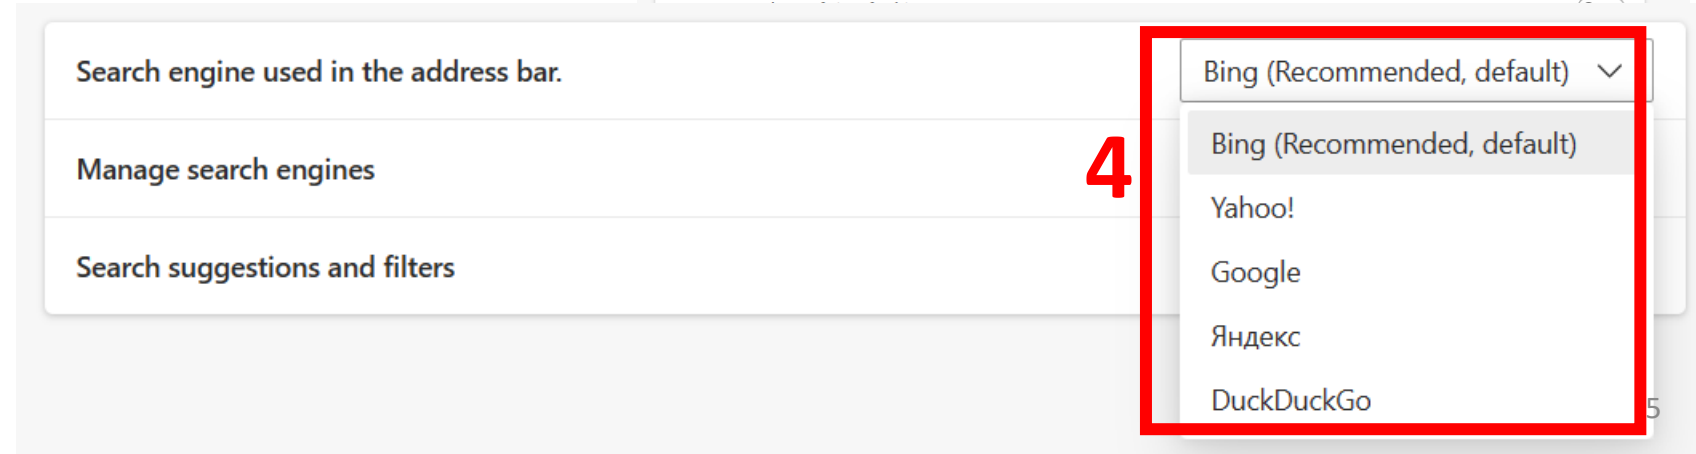 Search engine used in the address bar.
Bing (Recommended, default)
4
Bing (Recommended, default)
Manage search engines
Yahoo!
Search suggestions and filters
Google
Яндекс
DuckDuckGo
5